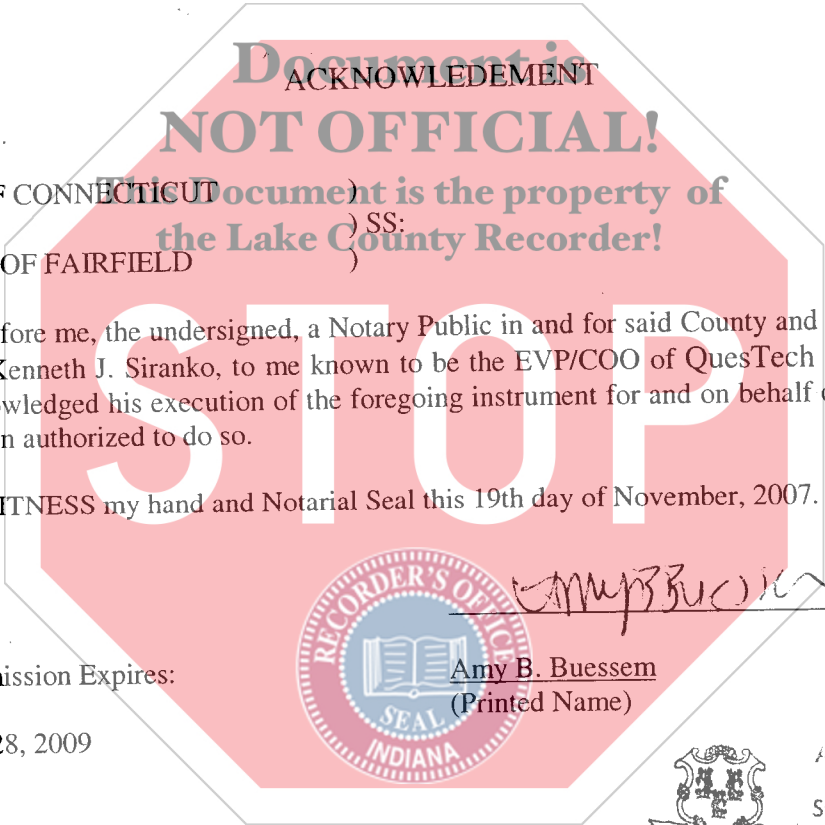 Document is
ACKNOWLEDEMENT
NOT OFFICIAL!
F CONNECTICUT )
This Document is the property of
) SS:
the Lake County Recorder!
OF FAIRFIELD )
STOP
fore me, the undersigned, a Notary Public in and for said County and
Kenneth J. Siranko, to me known to be the EVP/COO of QuesTech
wledged his execution of the foregoing instrument for and on behalf
n authorized to do so.
ITNESS my hand and Notarial Seal this 19th day of November, 2007.
RECORDER'S OFFICE
SEAL
INDIANA
ission Expires:
Amy B. Buessem
(Printed Name)
28, 2009